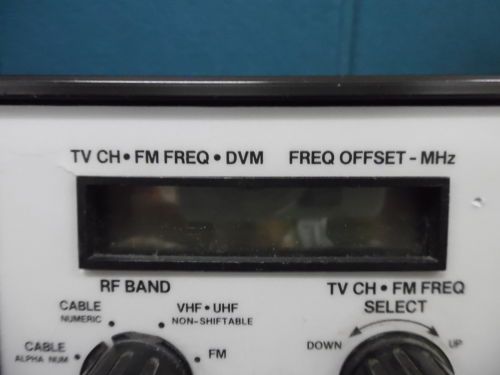 TV CH • FM FREQ • DVM
FREQ OFFSET - MHz
RF BAND
CABLE
NUMERIC
VHF • UHF
NON-SHIFTABLE
CABLE
ALPHA NUM
FM
TV CH • FM FREQ
SELECT
DOWN
UP